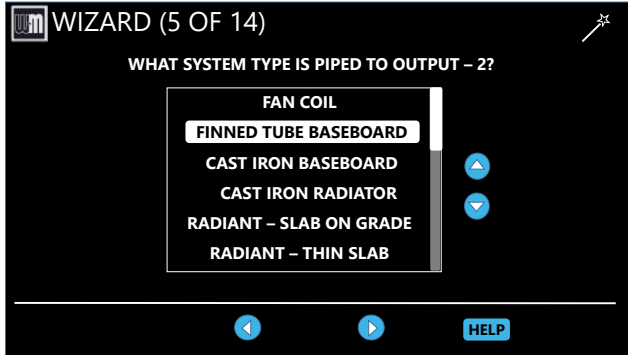 WM WIZARD (5 OF 14)
WHAT SYSTEM TYPE IS PIPED TO OUTPUT – 2?
FAN COIL
FINNED TUBE BASEBOARD
CAST IRON BASEBOARD
CAST IRON RADIATOR
RADIANT – SLAB ON GRADE
RADIANT – THIN SLAB
HELP